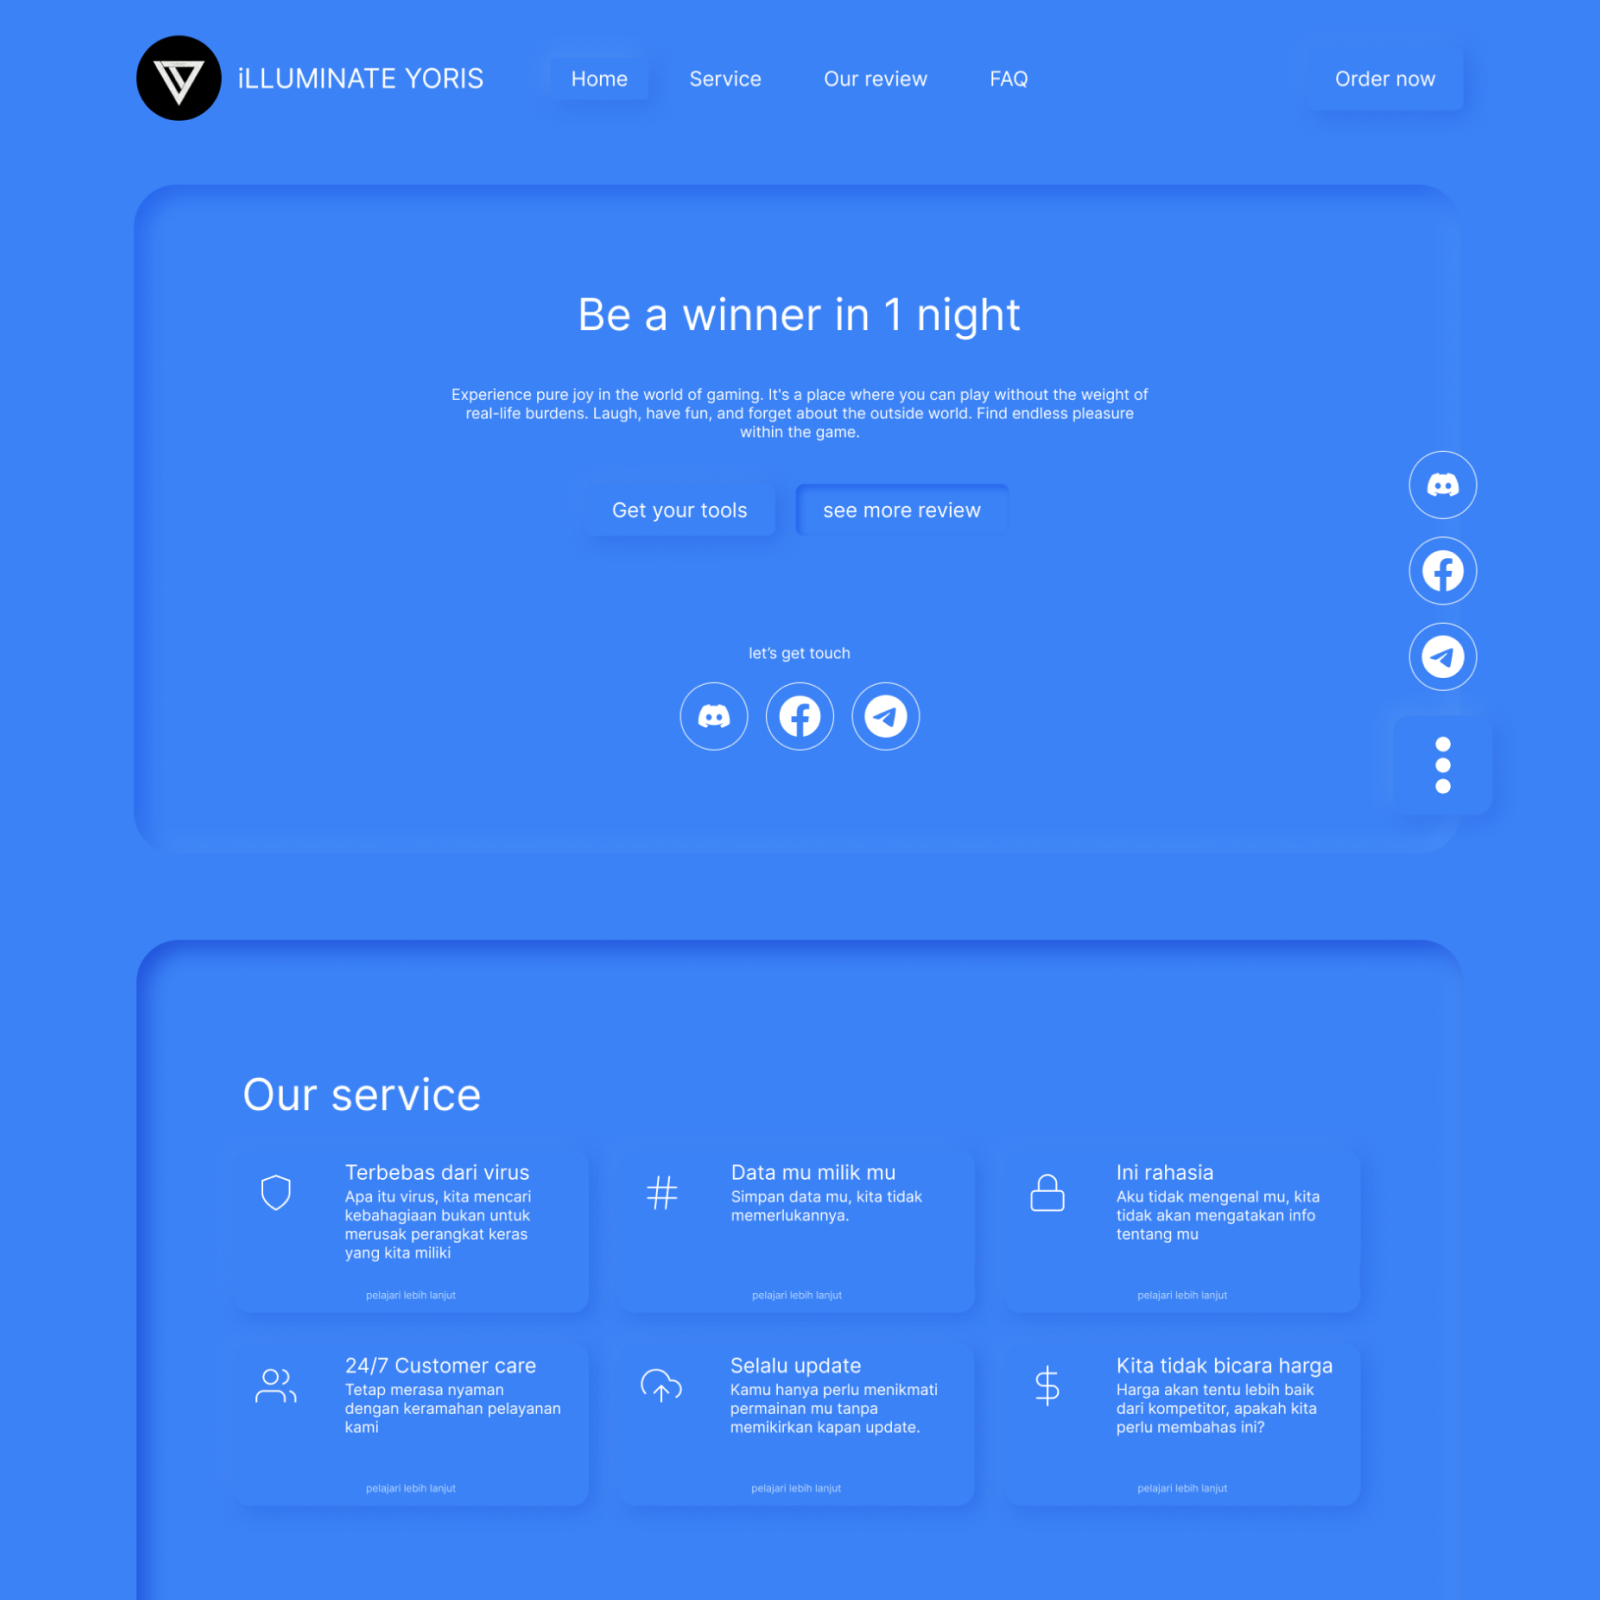 iLLUMINATE YORIS
Home
Service
Our review
FAQ
Order now
Be a winner in 1 night
Experience pure joy in the world of gaming. It's a place where you can play without the weight of
real-life burdens. Laugh, have fun, and forget about the outside world. Find endless pleasure
within the game.
Get your tools
see more review
let's get touch
Our service
Terbebas dari virus
Apa itu virus, kita mencari
kebahagiaan bukan untuk
merusak perangkat keras
yang kita miliki
pelajari lebih lanjut
Data mu milik mu
Simpan data mu, kita tidak
memerlukannya.
pelajari lebih lanjut
Ini rahasia
Aku tidak mengenal mu, kita
tidak akan mengatakan info
tentang mu
pelajari lebih lanjut
24/7 Customer care
Tetap merasa nyaman
dengan keramahan pelayanan
kami
pelajari lebih lanjut
Selalu update
Kamu hanya perlu menikmati
permainan mu tanpa
memikirkan kapan update.
pelajari lebih lanjut
Kita tidak bicara harga
Harga akan tentu lebih baik
dari kompetitor, apakah kita
perlu membahas ini?
pelajari lebih lanjut